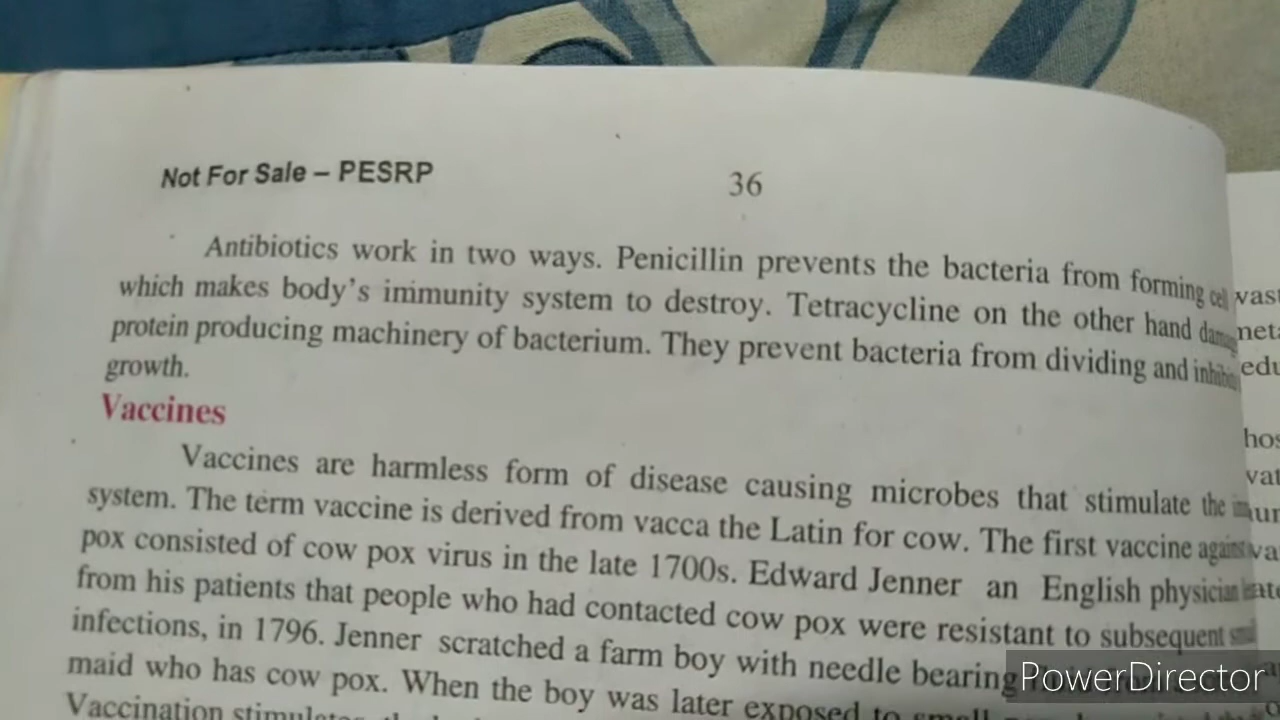 Not For Sale – PESRP
36
Antibiotics work in two ways. Penicillin prevents the bacteria from forming cell
which makes body's immunity system to destroy. Tetracycline on the other hand
protein producing machinery of bacterium. They prevent bacteria from dividing and
growth.
Vaccines
Vaccines are harmless form of disease causing microbes that stimulate the
system. The term vaccine is derived from vacca the Latin for cow. The first vaccine against
pox consisted of cow pox virus in the late 1700s. Edward Jenner an English physician
from his patients that people who had contacted cow pox were resistant to subsequent
infections, in 1796. Jenner scratched a farm boy with needle bearing
maid who has cow pox. When the boy was later exposed to small
Vaccination
PowerDirector